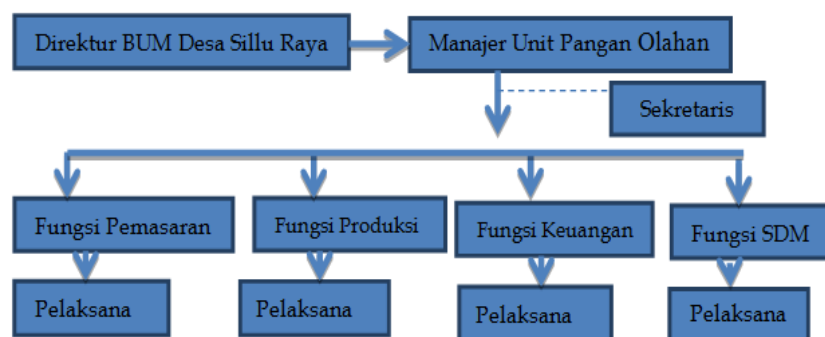 Direktur BUM Desa Sillu Raya
Manajer Unit Pangan Olahan
Sekretaris
Fungsi Pemasaran
Fungsi Produksi
Fungsi Keuangan
Fungsi SDM
Pelaksana
Pelaksana
Pelaksana
Pelaksana